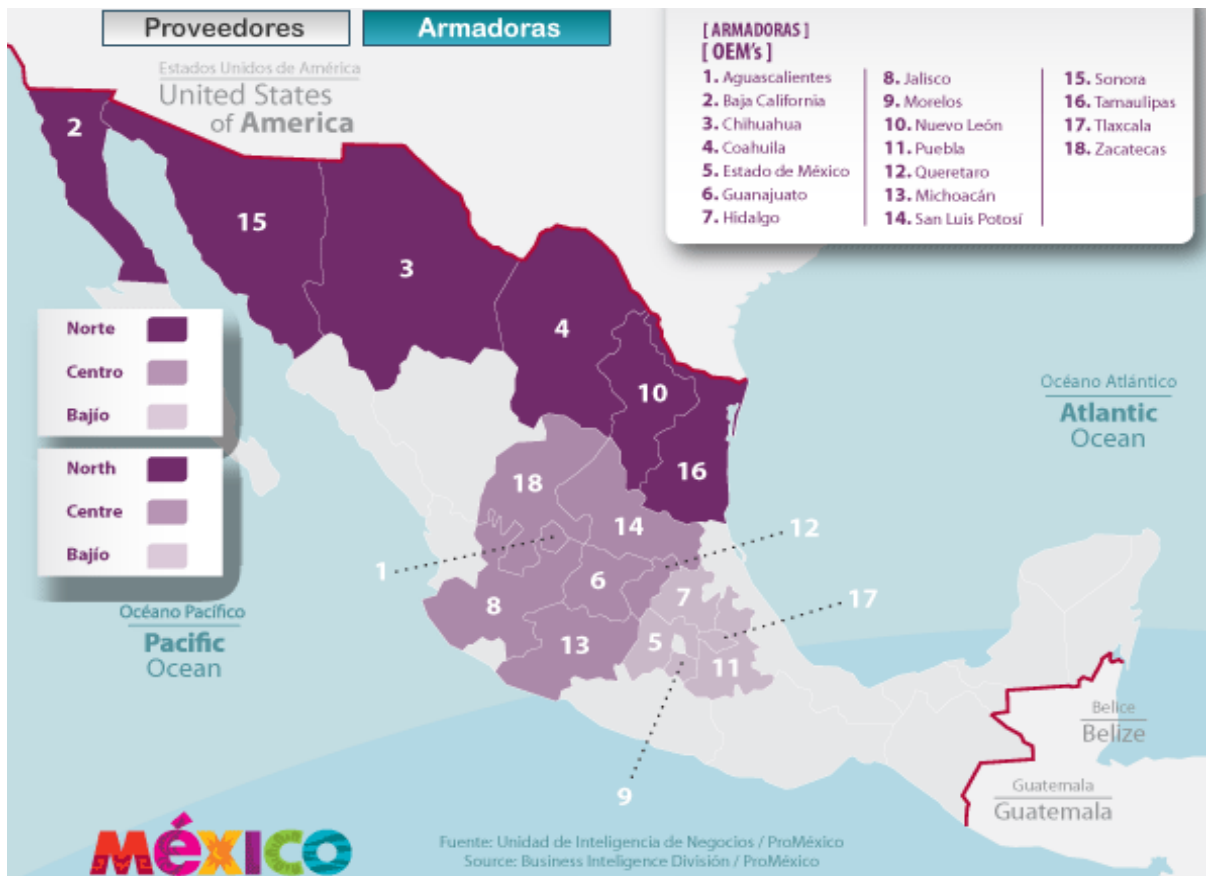 Proveedores
Armadoras
Estados Unidos de América
United States
of America
[ ARMADORAS ]
[ OEM's ]
1. Aguascalientes
2. Baja California
3. Chihuahua
4. Coahuila
5. Estado de México
6. Guanajuato
7. Hidalgo
8. Jalisco
9. Morelos
10. Nuevo León
11. Puebla
12. Queretaro
13. Michoacán
14. San Luis Potosí
15. Sonora
16. Tamaulipas
17. Tlaxcala
18. Zacatecas
2
15
3
4
10
16
18
14
12
1
6
8
7
17
13
5
11
9
Norte
Centro
Bajío
North
Centre
Bajío
Océano Atlántico
Atlantic
Ocean
Océano Pacífico
Pacific
Ocean
Belice
Belize
Guatemala
Guatemala
MéXICO
Fuente: Unidad de Inteligencia de Negocios / ProMéxico
Source: Business Inteligence División / ProMéxico